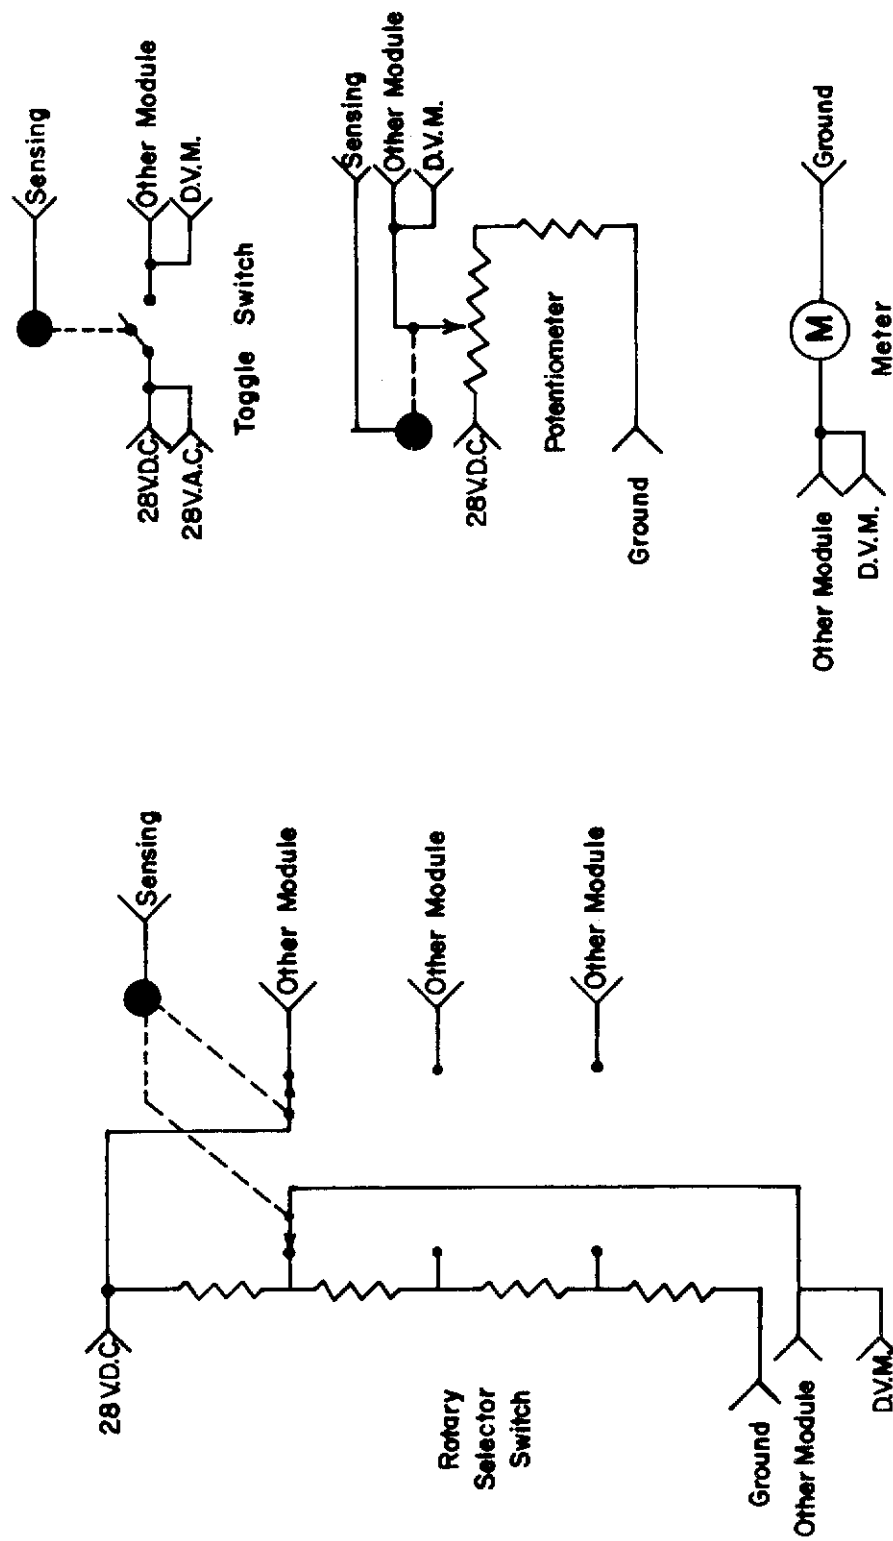 Sensing
28V.D.C.
Other Module
28V.A.C.
D.V.M.
Toggle Switch
Sensing
Other Module
D.V.M.
28V.D.C.
Potentiometer
Ground
Other Module
D.V.M.
M
Ground
Meter
28V.D.C.
Sensing
Other Module
Other Module
Other Module
Rotary
Selector
Switch
Ground
Other Module
D.V.M.